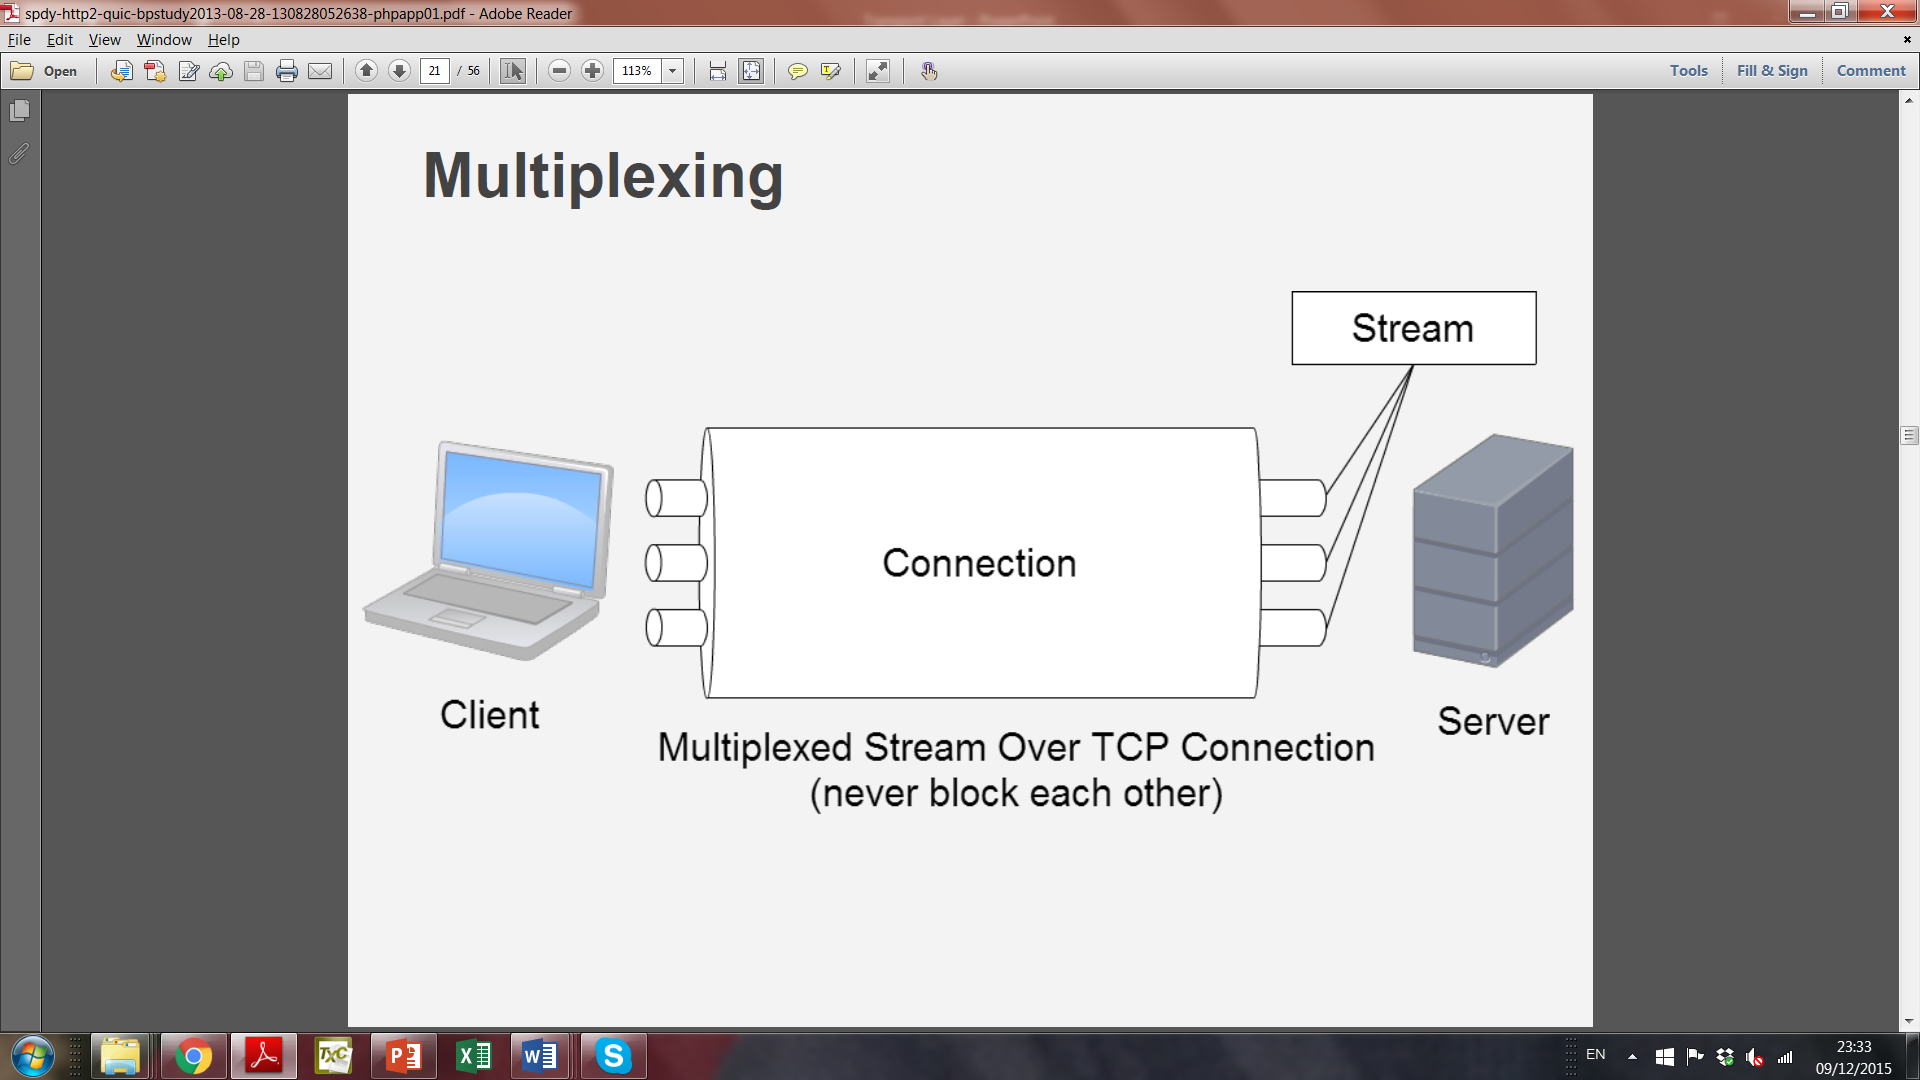 spdy-http2-quic-bpstudy2013-08-28-130828052638-phpapp01.pdf - Adobe Reader
File Edit View Window Help
Open 21 / 56 113% Tools Fill & Sign Comment
Multiplexing
Stream
Connection
Client
Server
Multiplexed Stream Over TCP Connection
(never block each other)
TXC
EN
23:33
09/12/2015